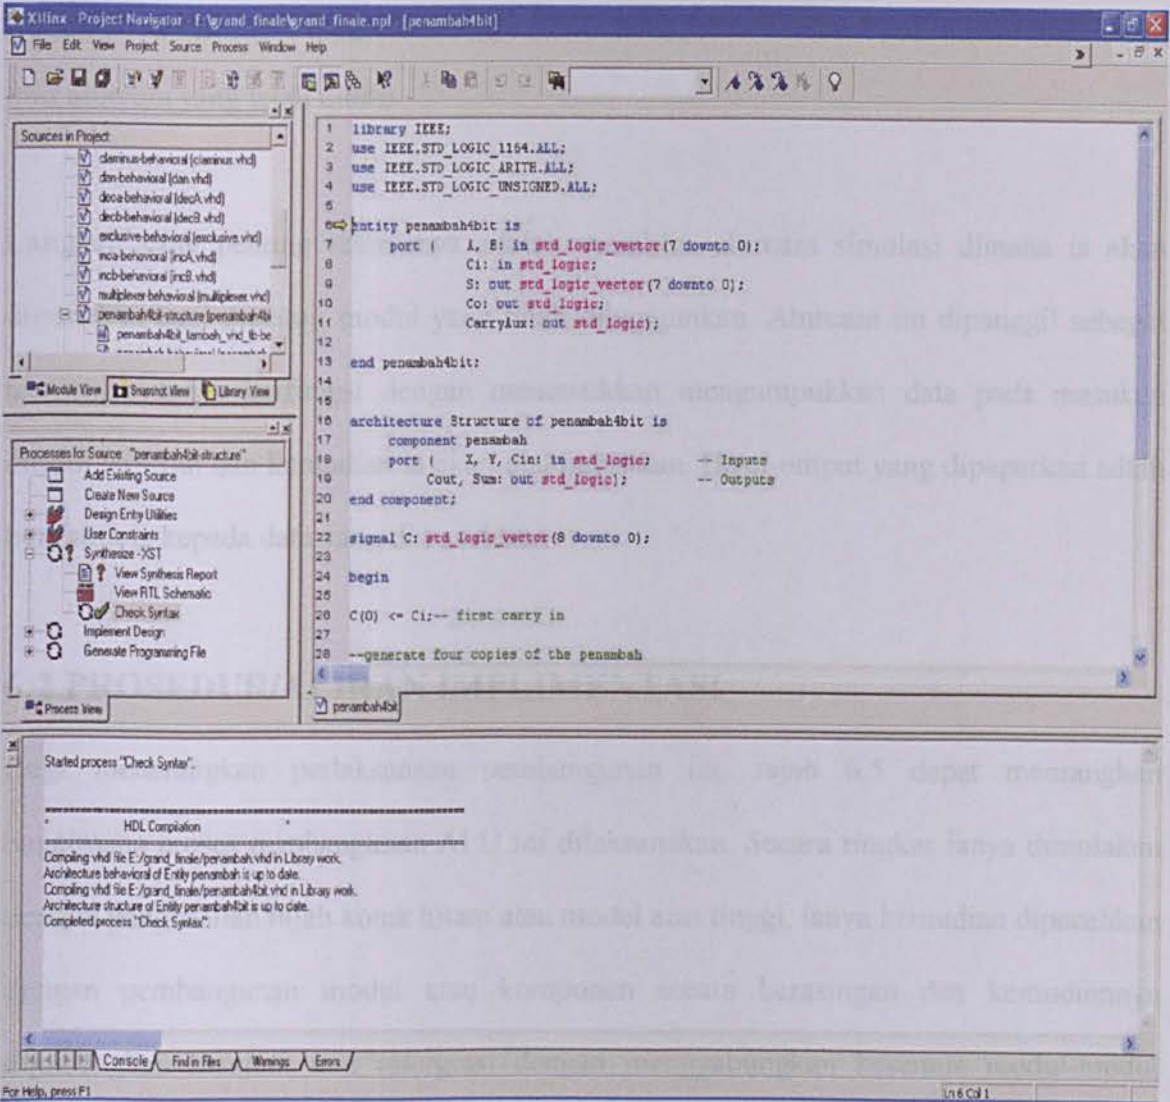 Xilinx - Project Navigator - E:\grand_finale\grand_finale.npl - [penambah4bit]
File Edit View Project Source Process Window Help
Sources in Project:
claminus-behavioral (claminus.vhd)
dan-behavioral (dan.vhd)
deca-behavioral (decA.vhd)
decb-behavioral (decB.vhd)
exclusive-behavioral (exclusive.vhd)
inca-behavioral (incA.vhd)
incb-behavioral (incB.vhd)
multiplexer-behavioral (multiplexer.vhd)
penambah4bit-structure (penambah4bi
penambah4bit_tambah_vhd_tb-be
Module View Snapshot View Library View
Processes for Source: "penambah4bit-structure"
Add Existing Source
Create New Source
Design Entry Utilities
User Constraints
Synthesize - XST
View Synthesis Report
View RTL Schematic
Check Syntax
Implement Design
Generate Programming File
Process View
1 library IEEE;
2 use IEEE.STD_LOGIC_1164.ALL;
3 use IEEE.STD_LOGIC_ARITH.ALL;
4 use IEEE.STD_LOGIC_UNSIGNED.ALL;
5
6 entity penambah4bit is
7 port ( A, B: in std_logic_vector(7 downto 0);
8 Ci: in std_logic;
9 S: out std_logic_vector(7 downto 0);
10 Co: out std_logic;
11 CarryLux: out std_logic);
12
13 end penambah4bit;
14
15
16 architecture Structure of penambah4bit is
17 component penambah
18 port ( X, Y, Cin: in std_logic; -- Inputs
19 Cout, Sum: out std_logic); -- Outputs
20 end component;
21
22 signal C: std_logic_vector(8 downto 0);
23
24 begin
25
26 C(0) <= Ci;-- first carry in
27
28 --generate four copies of the penambah
penambah4bit
Started process "Check Syntax".
* HDL Compilation *
Compiling vhd file E:/grand_finale/penambah.vhd in Library work.
Architecture behavioral of Entity penambah is up to date.
Compiling vhd file E:/grand_finale/penambah4bit.vhd in Library work.
Architecture structure of Entity penambah4bit is up to date.
Completed process "Check Syntax".
Console Find in Files Warnings Errors
For Help, press F1
Ln 6 Col 1